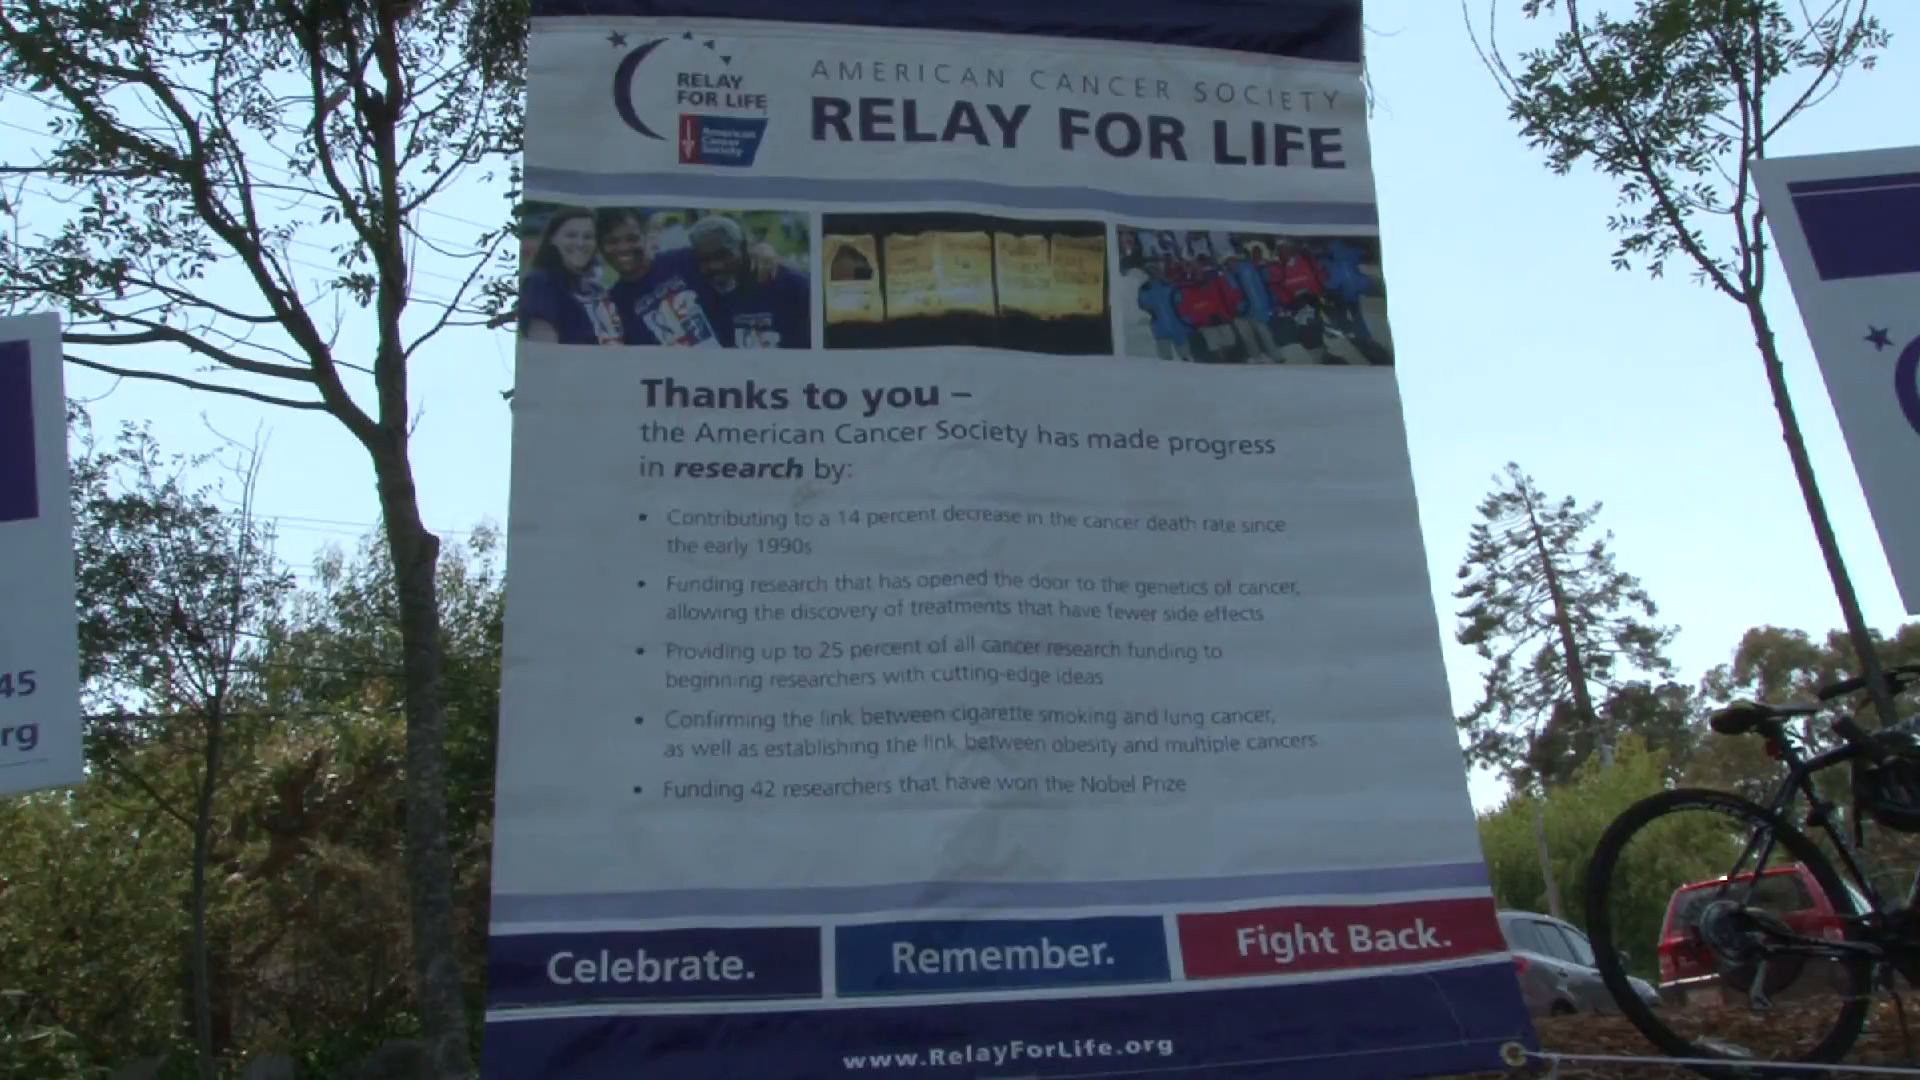 RELAY
FOR LIFE
American
Cancer
Society
AMERICAN CANCER SOCIETY
RELAY FOR LIFE
Thanks to you –
the American Cancer Society has made progress
in research by:
• Contributing to a 14 percent decrease in the cancer death rate since
the early 1990s
• Funding research that has opened the door to the genetics of cancer,
allowing the discovery of treatments that have fewer side effects
• Providing up to 25 percent of all cancer research funding to
beginning researchers with cutting-edge ideas
• Confirming the link between cigarette smoking and lung cancer,
as well as establishing the link between obesity and multiple cancers
• Funding 42 researchers that have won the Nobel Prize
Celebrate. Remember. Fight Back.
www.RelayForLife.org
45
rg